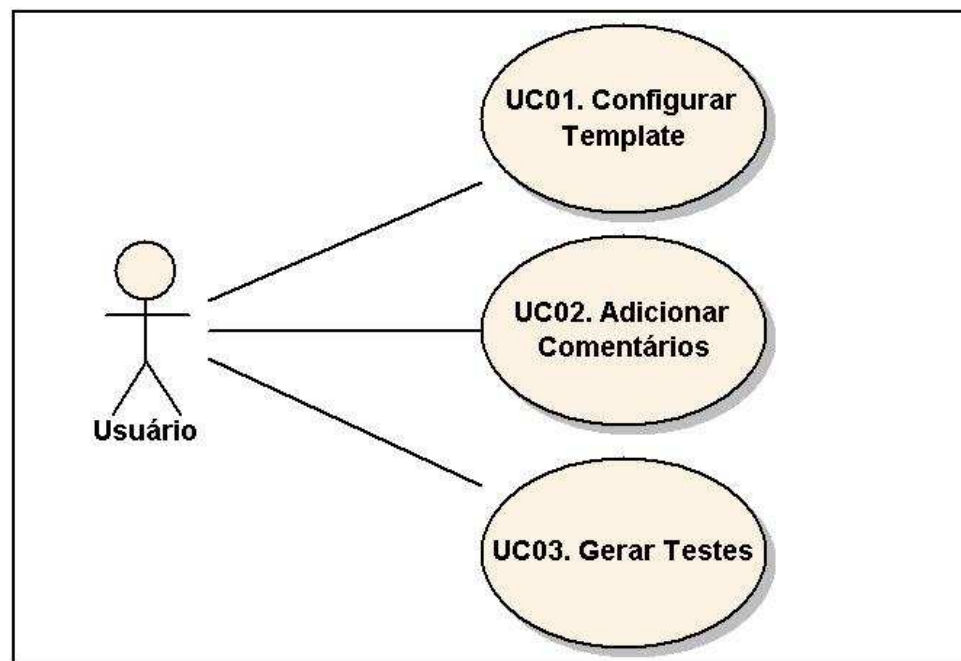 UC01. Configurar
Template
UC02. Adicionar
Comentários
Usuário
UC03. Gerar Testes